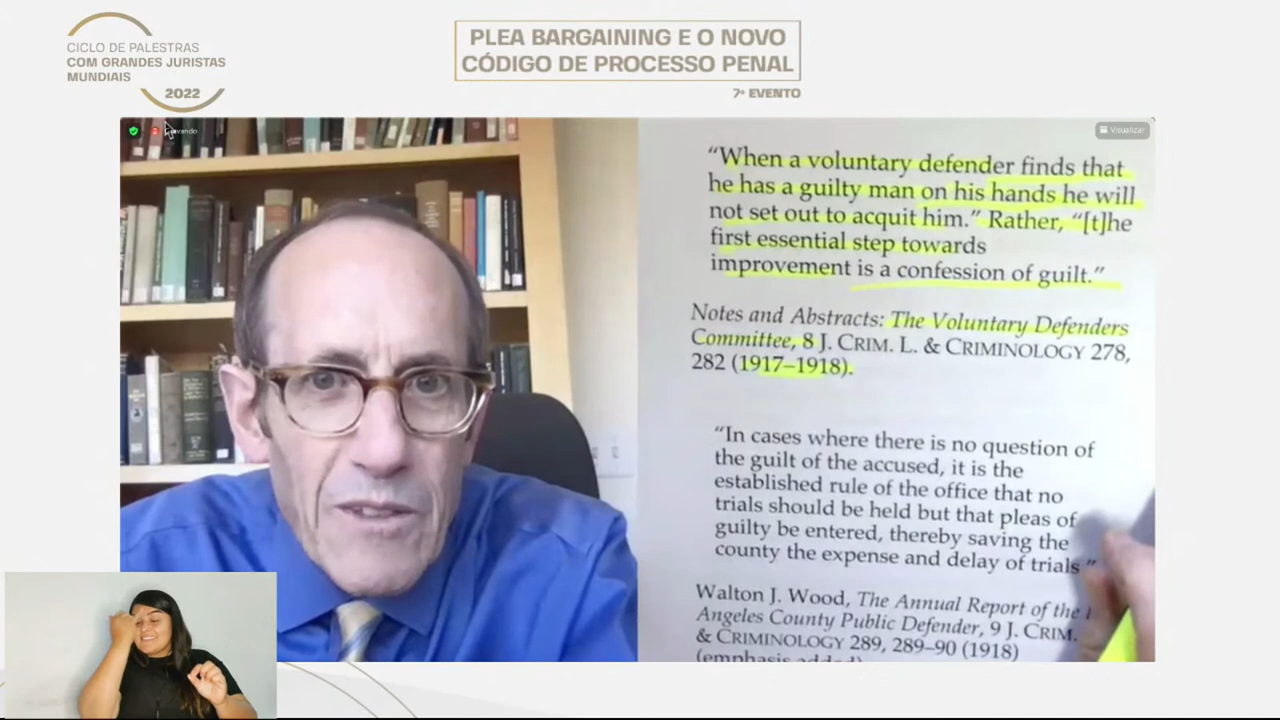 CICLO DE PALESTRAS
COM GRANDES JURISTAS
MUNDIAIS
2022
PLEA BARGAINING E O NOVO
CÓDIGO DE PROCESSO PENAL
7º EVENTO
Visualizar
“When a voluntary defender finds that
he has a guilty man on his hands he will
not set out to acquit him.” Rather, “[t]he
first essential step towards
improvement is a confession of guilt.”
Notes and Abstracts: The Voluntary Defenders
Committee, 8 J. CRIM. L. & CRIMINOLOGY 278,
282 (1917–1918).
“In cases where there is no question of
the guilt of the accused, it is the
established rule of the office that no
trials should be held but that pleas of
guilty be entered, thereby saving the
county the expense and delay of trials”
Walton J. Wood, The Annual Report of the
Angeles County Public Defender, 9 J. CRIM.
& CRIMINOLOGY 289, 289–90 (1918)
(emphasis added)